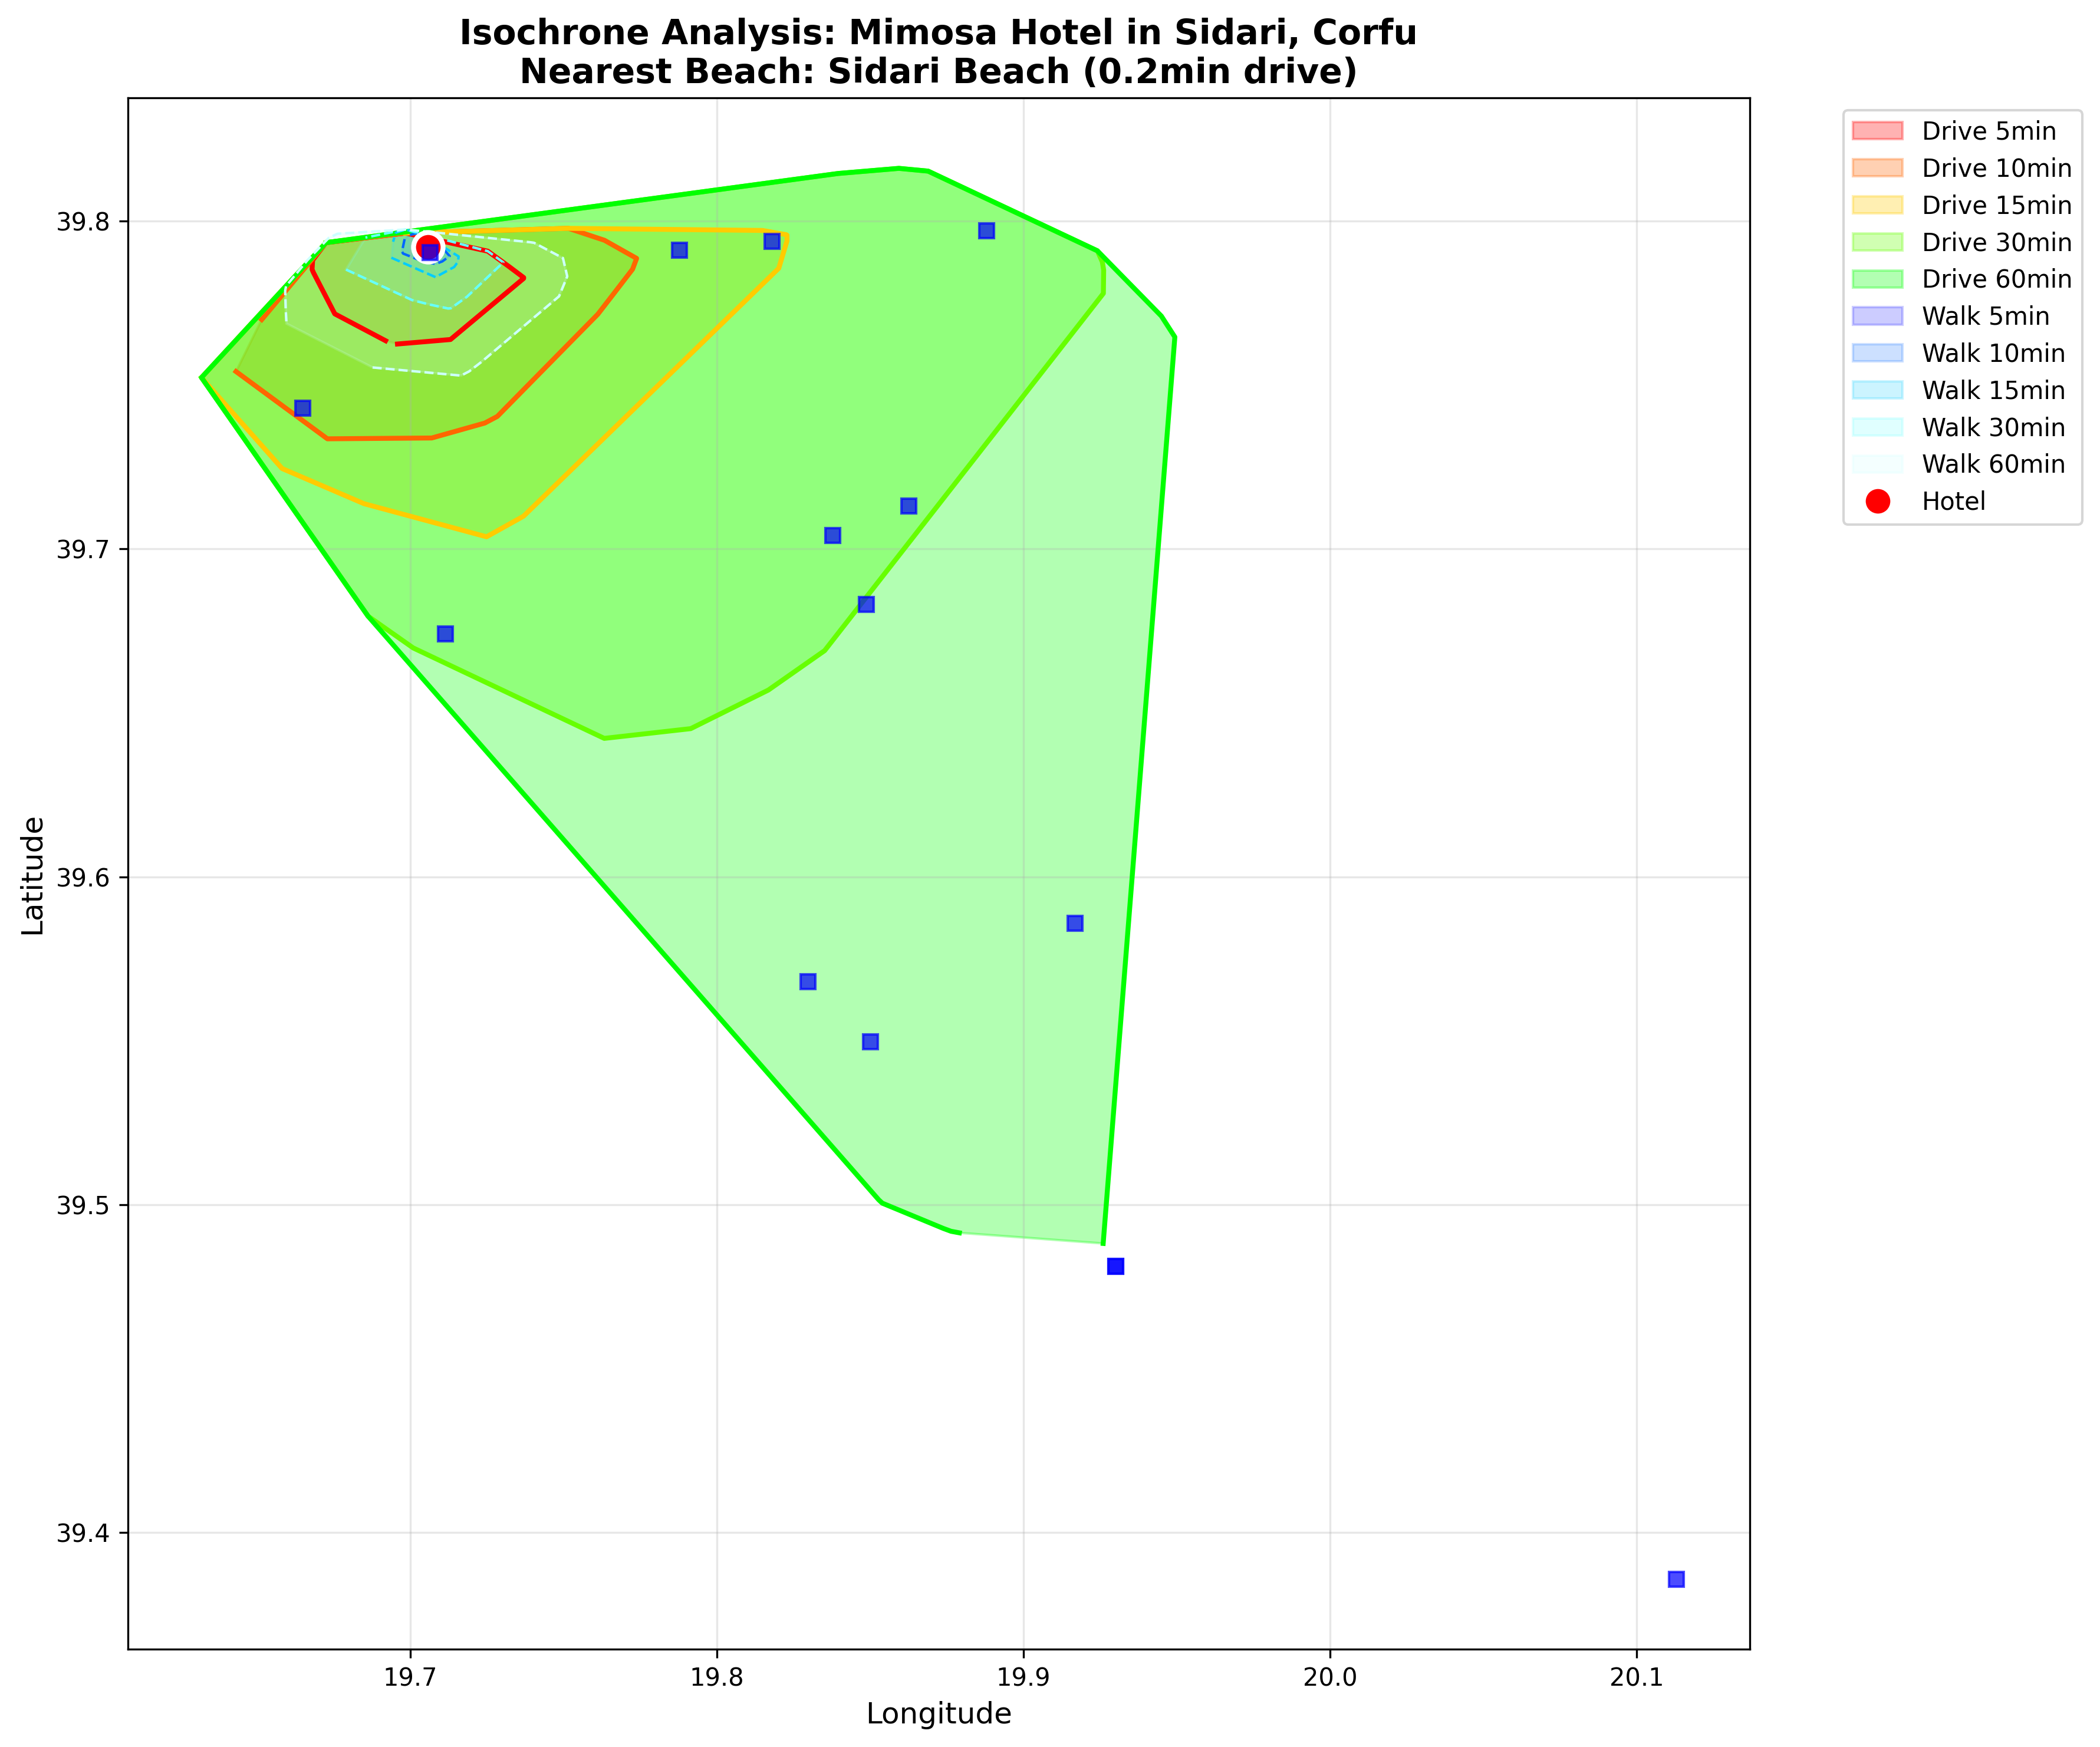 Isochrone Analysis: Mimosa Hotel in Sidari, Corfu
Nearest Beach: Sidari Beach (0.2min drive)
Drive 5min
Drive 10min
Drive 15min
Drive 30min
Drive 60min
Walk 5min
Walk 10min
Walk 15min
Walk 30min
Walk 60min
Hotel
Latitude
39.8
39.7
39.6
39.5
39.4
19.7
19.8
19.9
20.0
20.1
Longitude